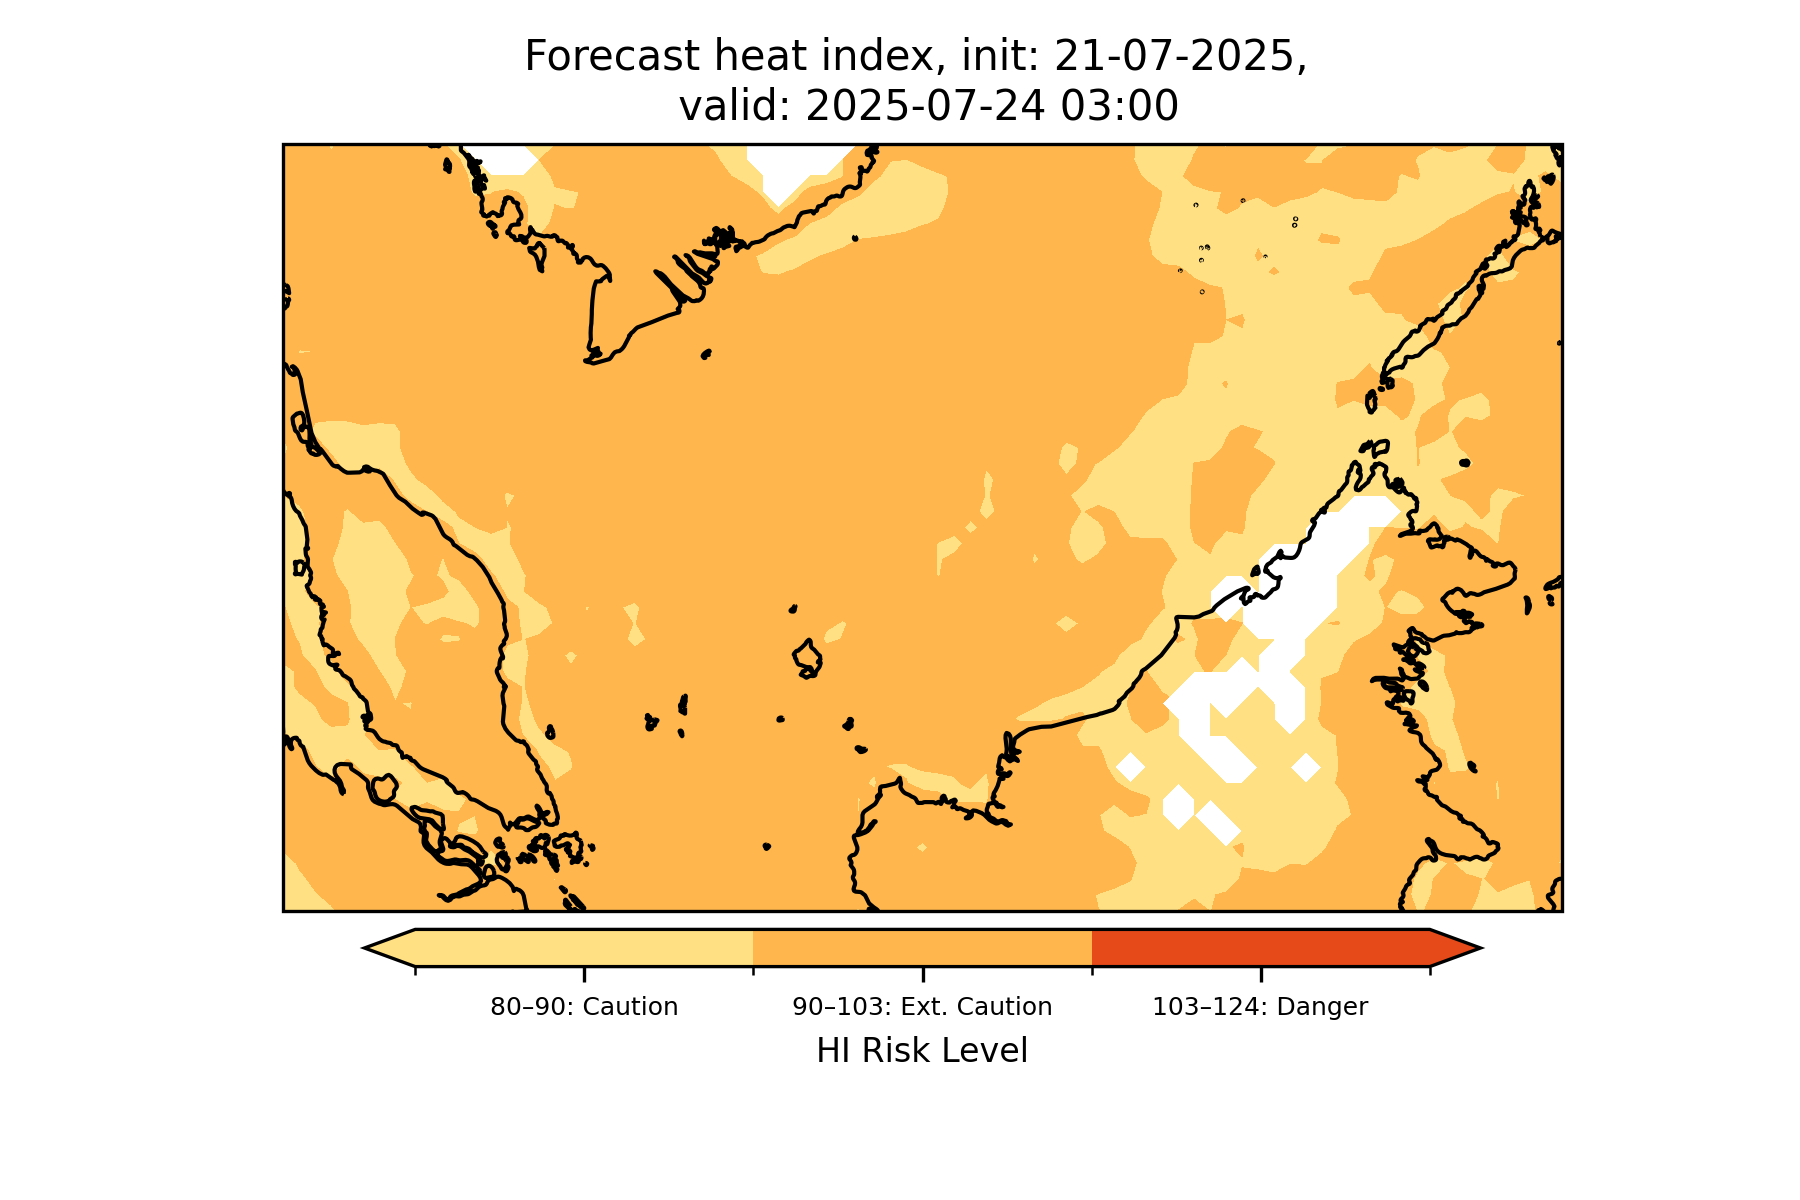 Forecast heat index, init: 21-07-2025,
valid: 2025-07-24 03:00
80–90: Caution
90–103: Ext. Caution
103–124: Danger
HI Risk Level